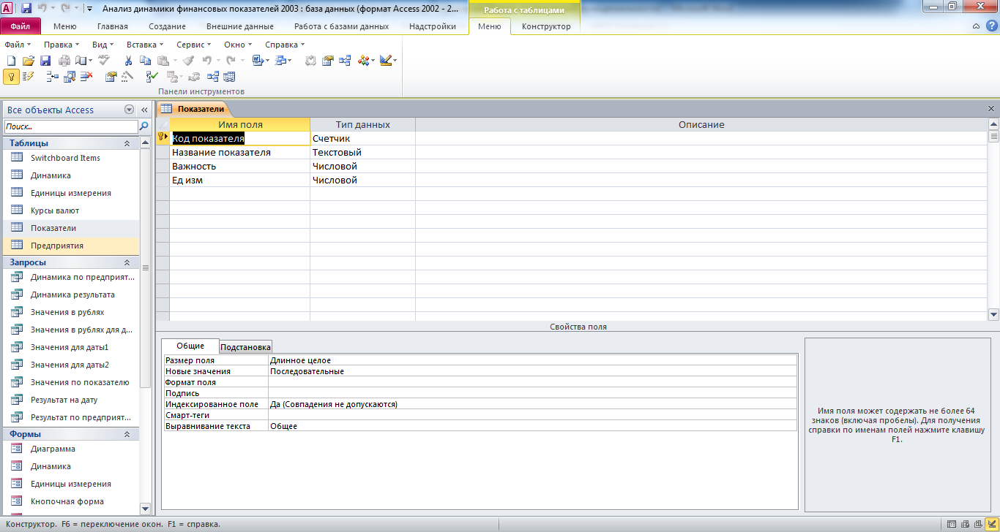 Анализ динамики финансовых показателей 2003 : база данных (формат Access 2002 - 2...
Работа с таблицами
Файл Меню Главная Создание Внешние данные Работа с базами данных Надстройки Меню Конструктор
Файл Правка Вид Вставка Сервис Окно Справка
Панели инструментов
Все объекты Access
Поиск...
Таблицы
Switchboard Items
Динамика
Единицы измерения
Курсы валют
Показатели
Предприятия
Запросы
Динамика по предприят...
Динамика результата
Значения в рублях
Значения в рублях для д...
Значения для даты1
Значения для даты2
Значения по показателю
Результат на дату
Результат по предприят...
Формы
Диаграмма
Динамика
Единицы измерения
Кнопочная форма
Показатели
Имя поля Тип данных Описание
Код показателя Счетчик
Название показателя Текстовый
Важность Числовой
Ед изм Числовой
Свойства поля
Общие Подстановка
Размер поля Длинное целое
Новые значения Последовательные
Формат поля
Подпись
Индексированное поле Да (Совпадения не допускаются)
Смарт-теги
Выравнивание текста Общее
Имя поля может содержать не более 64
знаков (включая пробелы). Для получения
справки по именам полей нажмите клавишу
F1.
Конструктор. F6 = переключение окон. F1 = справка.